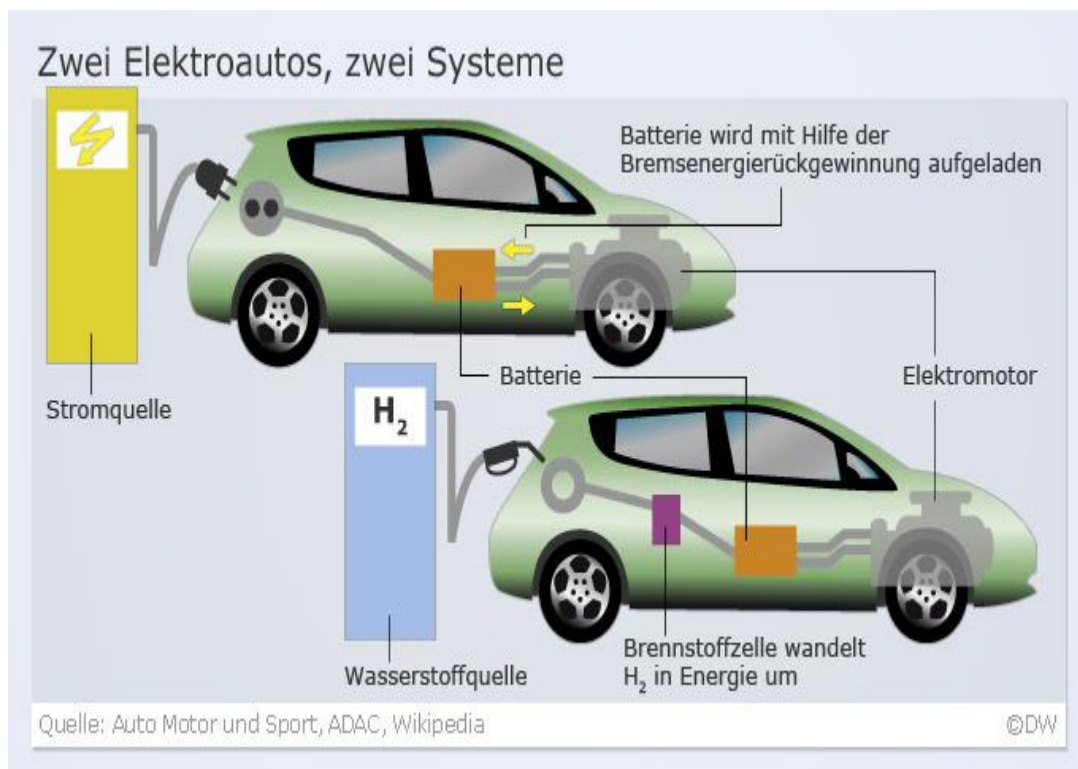 Zwei Elektroautos, zwei Systeme
Batterie wird mit Hilfe der
Bremsenergierückgewinnung aufgeladen
Batterie
Elektromotor
Stromquelle
H₂
Wasserstoffquelle
Brennstoffzelle wandelt
H₂ in Energie um
Quelle: Auto Motor und Sport, ADAC, Wikipedia
©DW